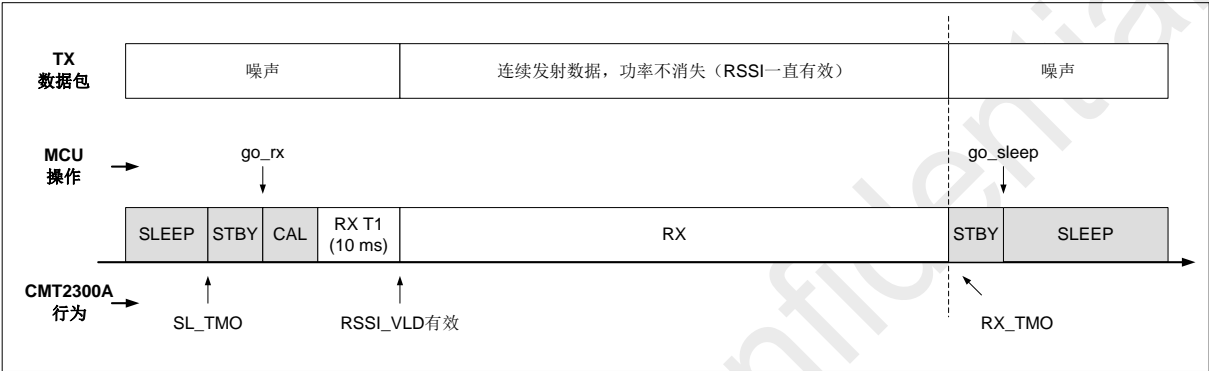 TX
数据包
噪声
连续发射数据，功率不消失（RSSI一直有效）
噪声
MCU
操作
go_rx
go_sleep
SLEEP
STBY
CAL
RX T1
(10 ms)
RX
STBY
SLEEP
CMT2300A
行为
SL_TMO
RSSI_VLD有效
RX_TMO